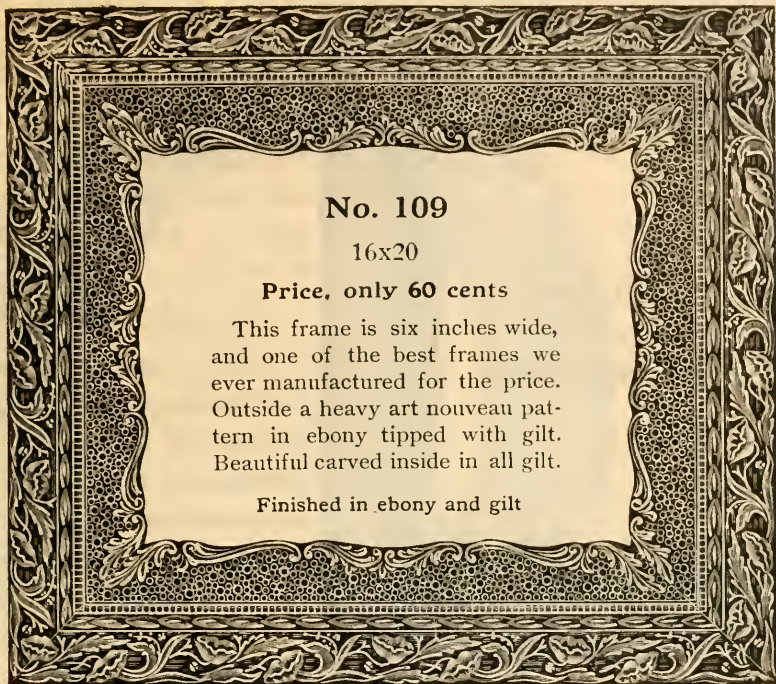 No. 109
16x20
Price, only 60 cents
This frame is six inches wide,
and one of the best frames we
ever manufactured for the price.
Outside a heavy art nouveau pat-
tern in ebony tipped with gilt.
Beautiful carved inside in all gilt.
Finished in ebony and gilt